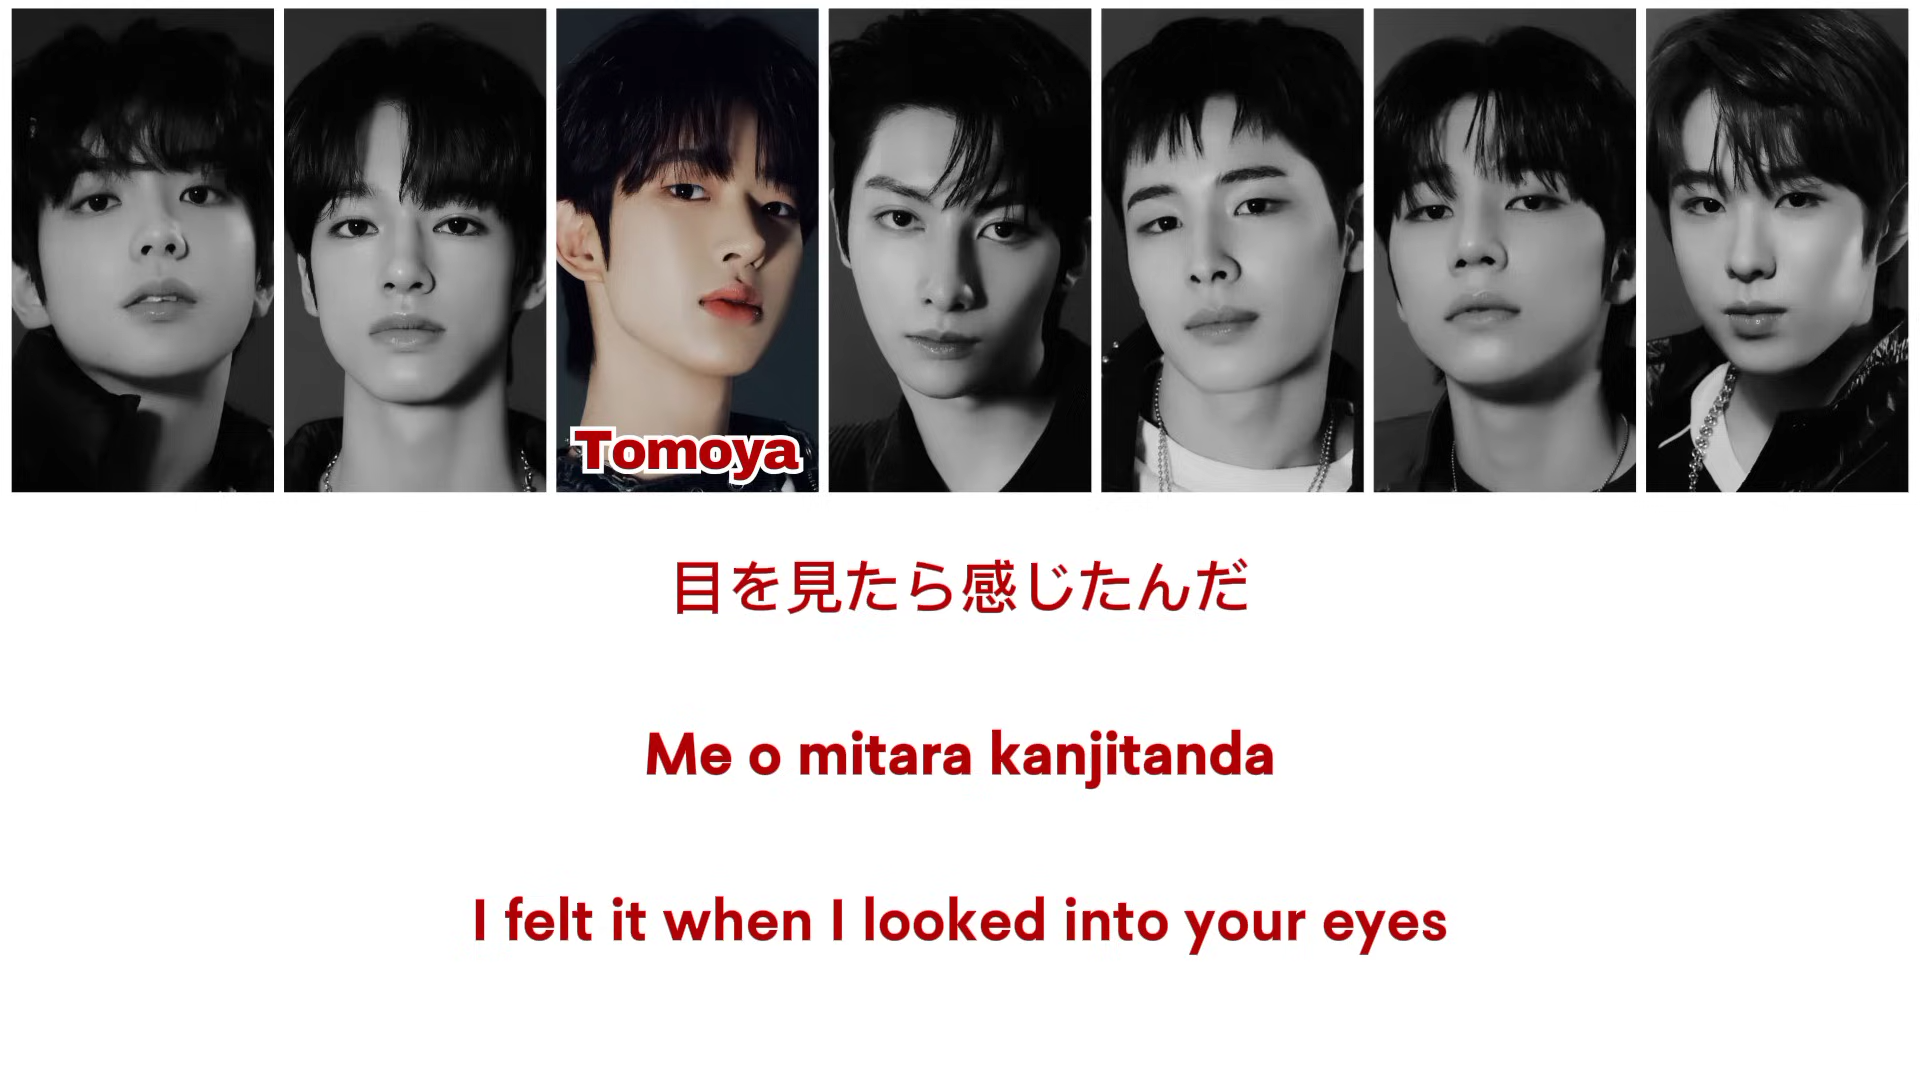 Tomoya
目を見たら感じたんだ
Me o mitara kanjitanda
I felt it when I looked into your eyes